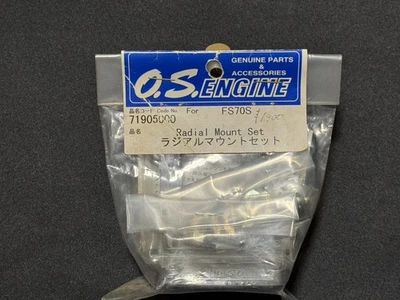 GENUINE PARTS
& ACCESSORIES
O.S. ENGINE
品名コード Code No. For FS70S
71905000
品名 Radial Mount Set
ラジアルマウントセット